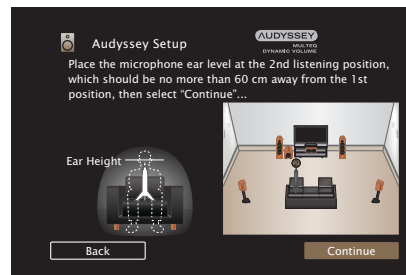 Audyssey Setup
AUDYSSEY
MULTEQ
DYNAMIC VOLUME
Place the microphone ear level at the 2nd listening position,
which should be no more than 60 cm away from the 1st
position, then select “Continue”...
Ear Height
Back
Continue